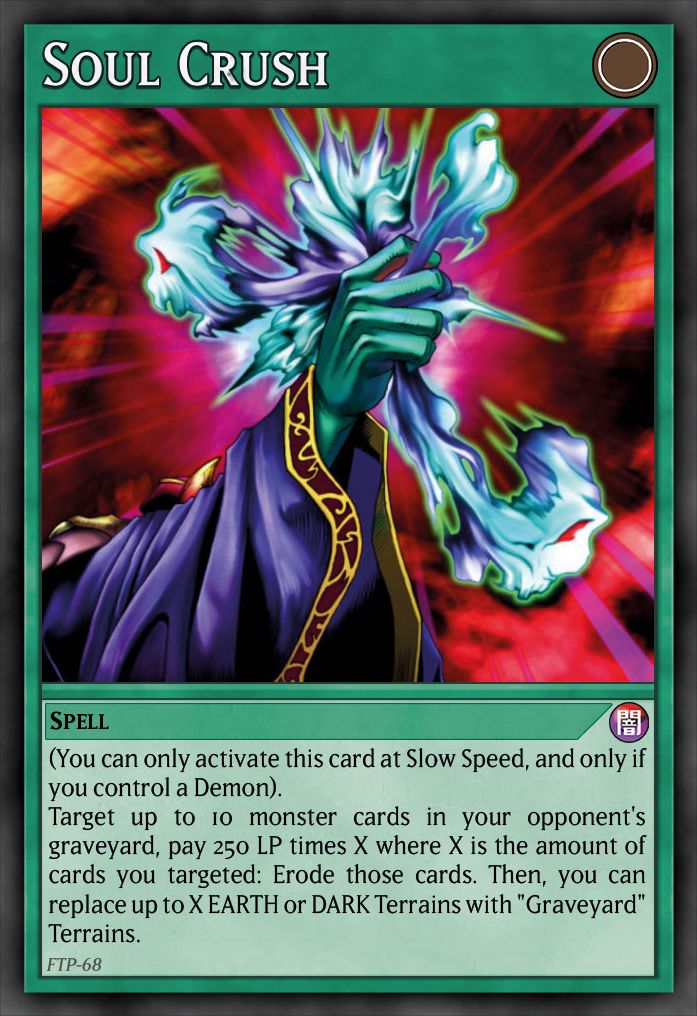 Soul Crush
Spell
闇
(You can only activate this card at Slow Speed, and only if
you control a Demon).
Target up to 10 monster cards in your opponent's
graveyard, pay 250 LP times X where X is the amount of
cards you targeted: Erode those cards. Then, you can
replace up to X EARTH or DARK Terrains with "Graveyard"
Terrains.
FTP-68